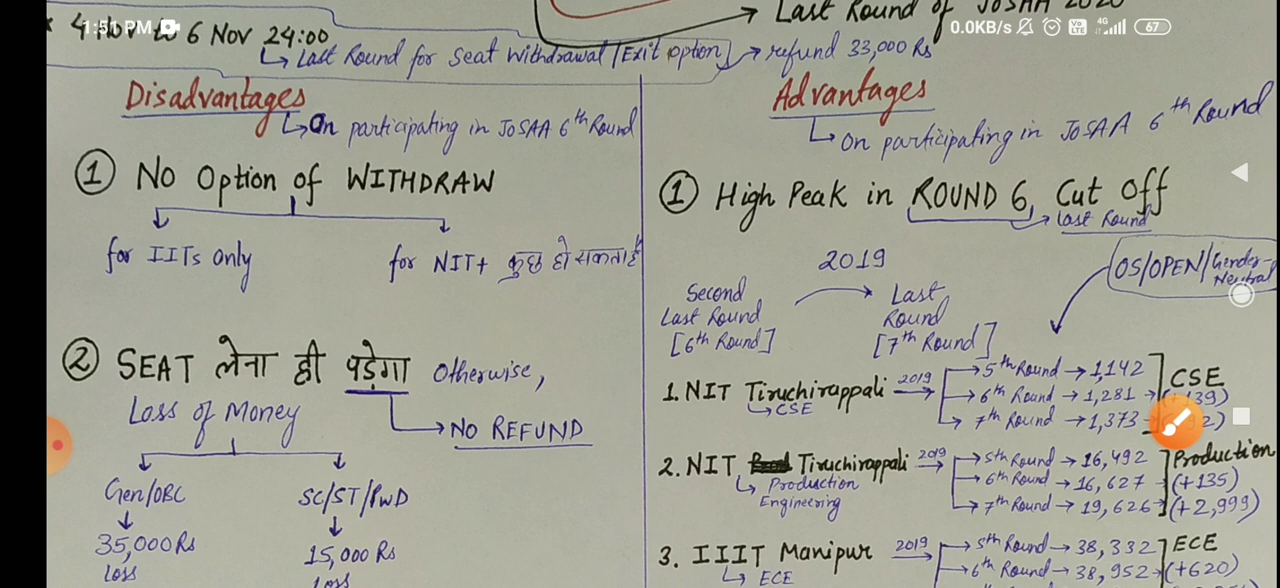 Last Round of JoSAA 2020
1:51 PM
0.0KB/s 4G 67
4 Nov to 6 Nov 24:00
Last Round for Seat Withdrawal / Exit option → refund 33,000 Rs
Disadvantages
On participating in JoSAA 6th Round
① No Option of WITHDRAW
for IITs only
for NIT+ कुछ हो सकता है
② SEAT लेना ही पड़ेगा Otherwise,
Loss of Money
NO REFUND
Gen/OBC
35,000 Rs
Loss
SC/ST/PwD
15,000 Rs
Loss
Advantages
On participating in JoSAA 6th Round
① High Peak in ROUND 6 Cut Off
Last Round
OS/OPEN/Gender-
Neutral
2019
Second
Last Round
[6th Round]
Last
Round
[7th Round]
1. NIT Tiruchirappali 2019
CSE
5th Round → 1,142
6th Round → 1,281
7th Round → 1,373
CSE
2. NIT Tiruchirappali 2019
Production
Engineering
5th Round → 16,492
6th Round → 16,627
7th Round → 19,626
Production
(+135)
(+2,999)
3. IIIT Manipur 2019
ECE
5th Round → 38,332
6th Round → 38,952
ECE
(+620)